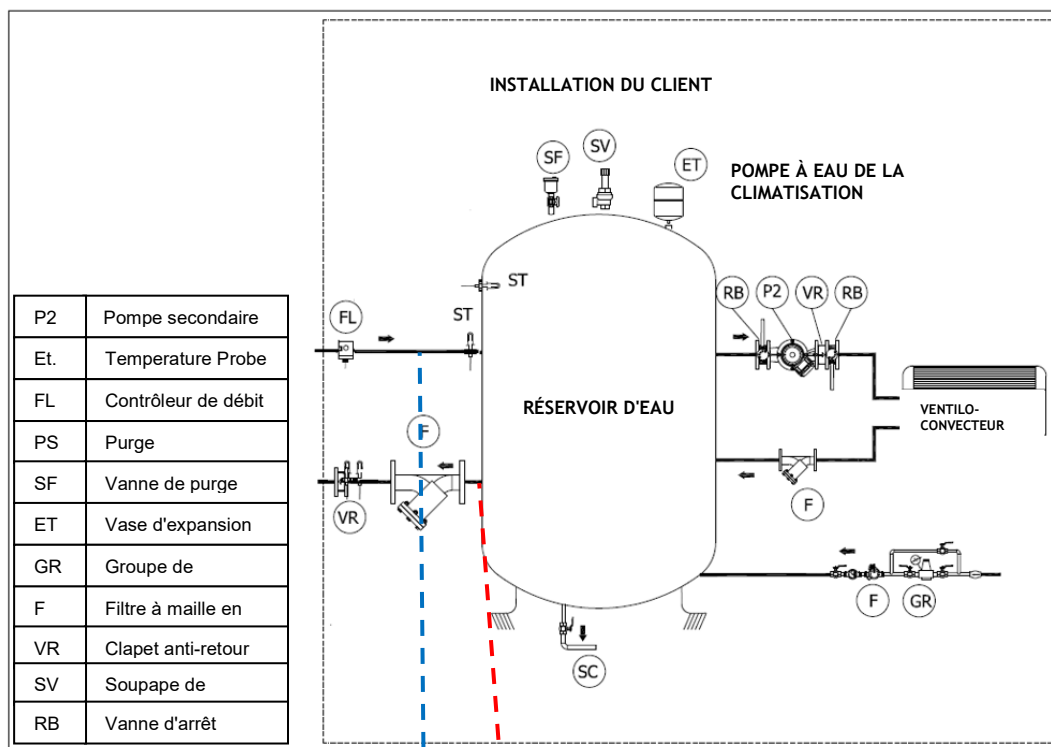 INSTALLATION DU CLIENT
SF
SV
ET
POMPE À EAU DE LA
CLIMATISATION
ST
FL
ST
RB
P2
VR
RB
RÉSERVOIR D'EAU
VENTILO-
CONVECTEUR
F
VR
F
F
GR
SC
P2 Pompe secondaire
Et. Temperature Probe
FL Contrôleur de débit
PS Purge
SF Vanne de purge
ET Vase d'expansion
GR Groupe de
F Filtre à maille en
VR Clapet anti-retour
SV Soupape de
RB Vanne d'arrêt